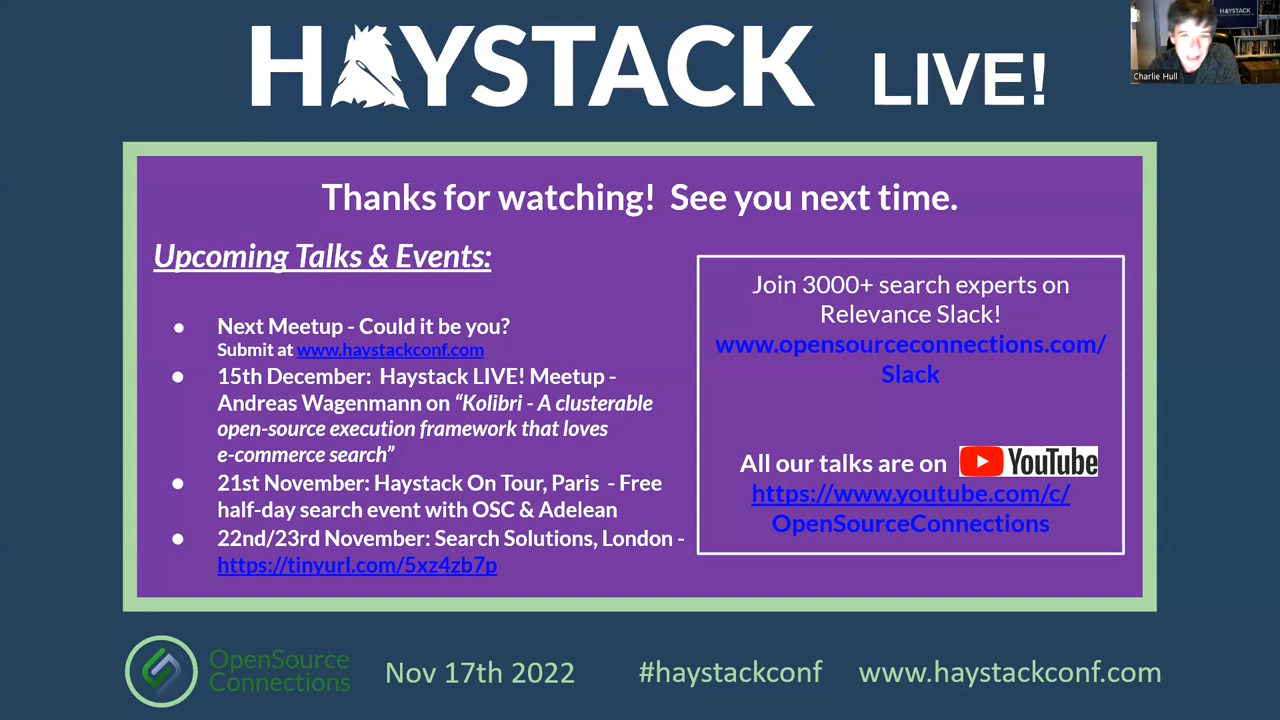 HAYSTACK LIVE!
HAYSTACK
Charlie Hull
Thanks for watching! See you next time.
Upcoming Talks & Events:
● Next Meetup - Could it be you?
Submit at www.haystackconf.com
● 15th December: Haystack LIVE! Meetup -
Andreas Wagenmann on “Kolibri - A clusterable
open-source execution framework that loves
e-commerce search”
● 21st November: Haystack On Tour, Paris - Free
half-day search event with OSC & Adelean
● 22nd/23rd November: Search Solutions, London -
https://tinyurl.com/5xz4zb7p
Join 3000+ search experts on
Relevance Slack!
www.opensourceconnections.com/
Slack
All our talks are on YouTube
https://www.youtube.com/c/
OpenSourceConnections
OpenSource
Connections
Nov 17th 2022
#haystackconf
www.haystackconf.com